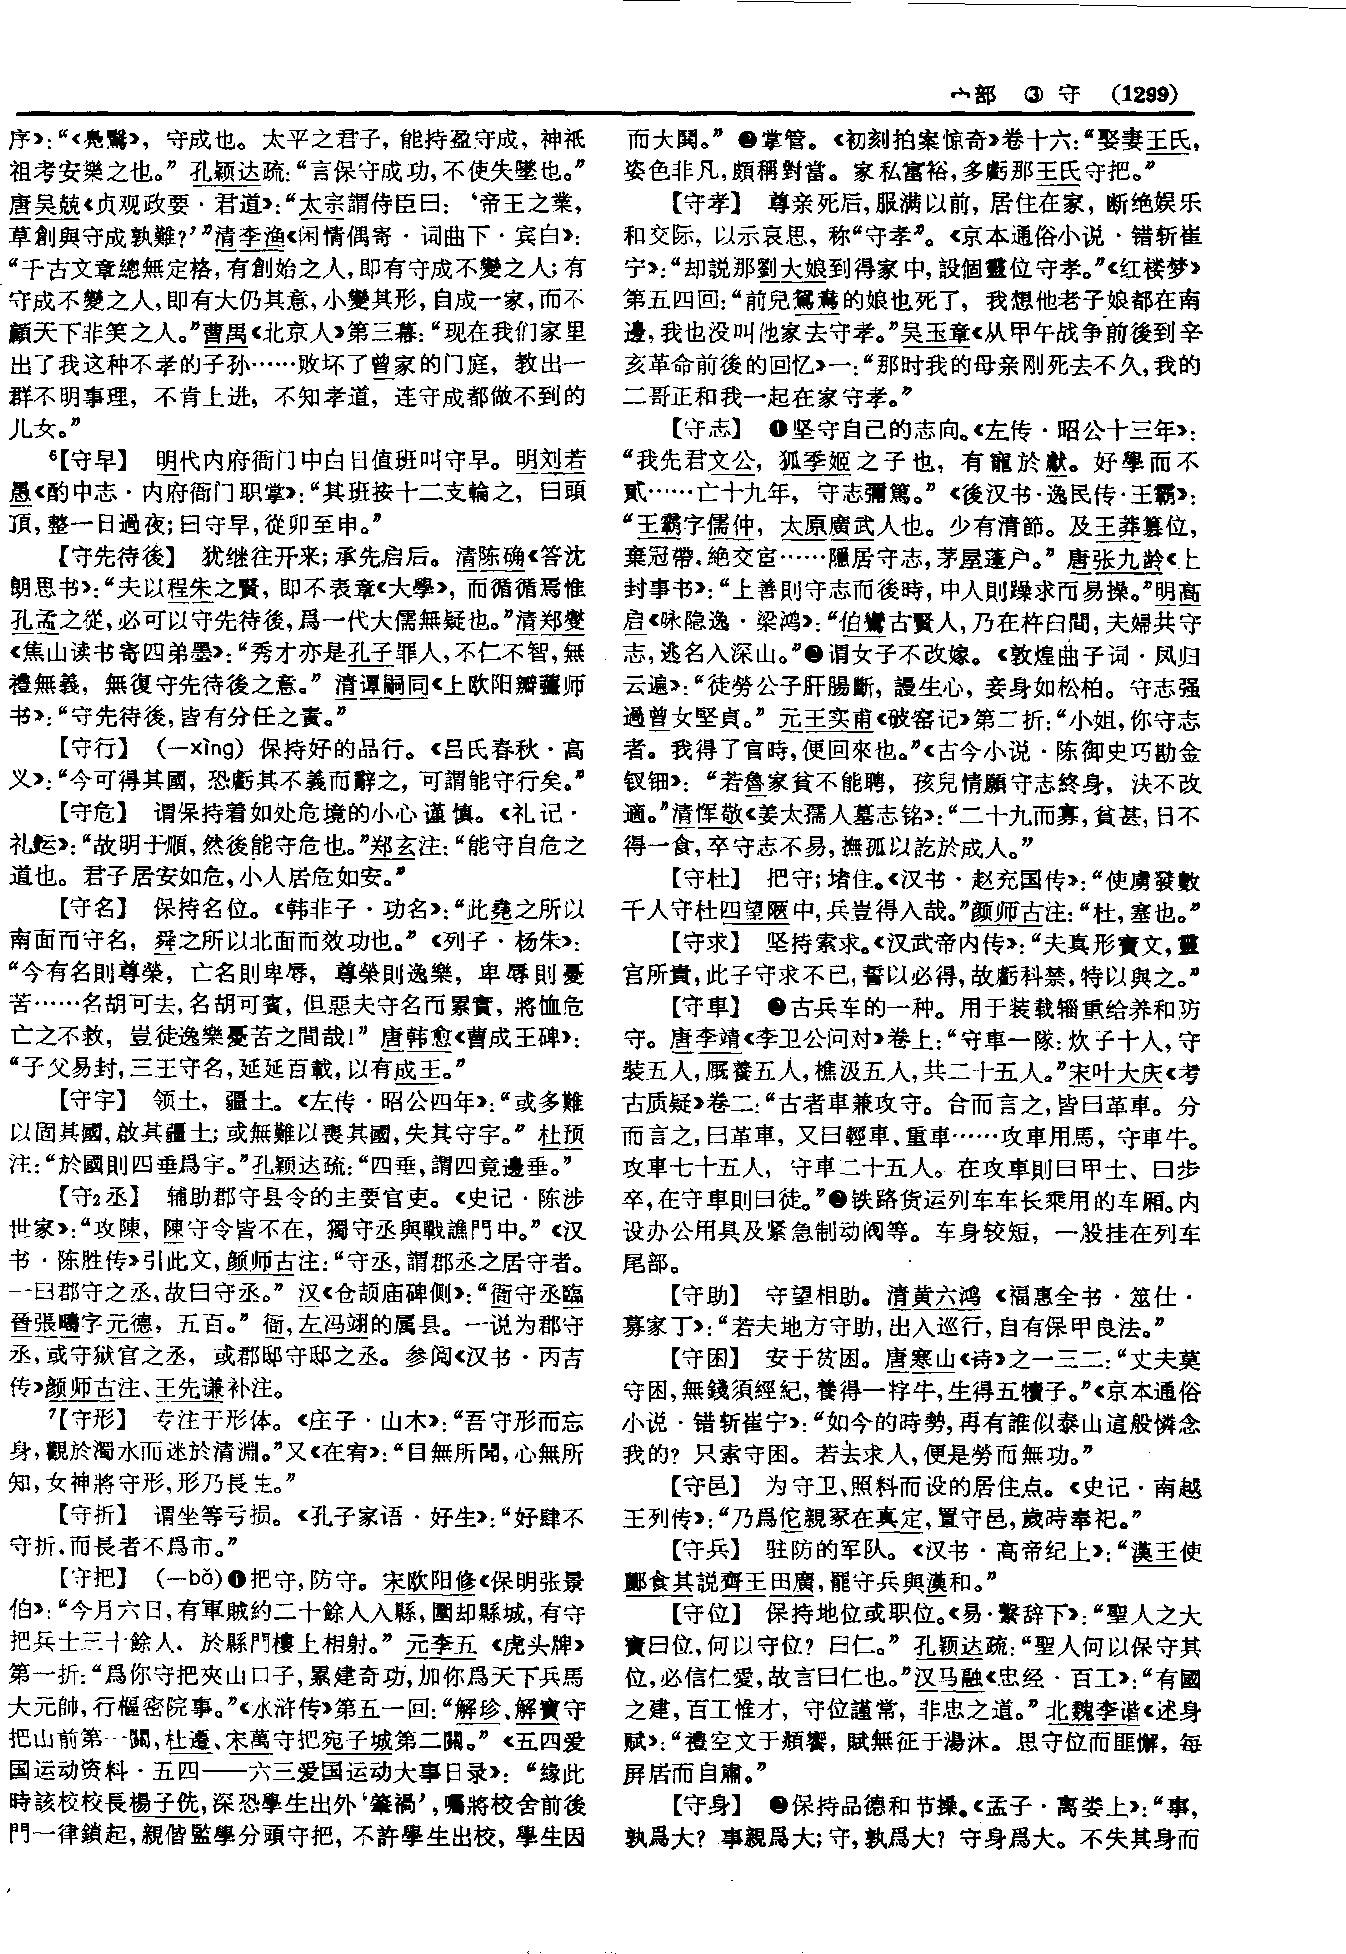 宀部 ③ 守 (1299)
序》：“《凫鷖》，守成也。太平之君子，能持盈守成，神祇
祖考安樂之也。”孔颖达疏：“言保守成功，不使失墜也。”
唐吴兢《贞观政要·君道》：“太宗謂侍臣曰：‘帝王之業，
草創與守成孰難？’”清李渔《闲情偶寄·词曲下·宾白》：
“千古文章總無定格，有創始之人，即有守成不變之人；有
守成不變之人，即有大仍其意，小變其形，自成一家，而不
顧天下非笑之人。”曹禺《北京人》第三幕：“现在我们家里
出了我这种不孝的子孙……败坏了曾家的门庭，教出一
群不明事理，不肯上进，不知孝道，连守成都做不到的
儿女。”
⁶【守早】 明代内府衙门中白日值班叫守早。明刘若
愚《酌中志·内府衙门职掌》：“其班按十二支輪之，曰頭
頂，整一日過夜；曰守早，從卯至申。”
【守先待後】 犹继往开来；承先启后。清陈确《答沈
朗思书》：“夫以程朱之賢，即不表章《大學》，而循循焉惟
孔孟之從，必可以守先待後，爲一代大儒無疑也。”清郑燮
《焦山读书寄四弟墨》：“秀才亦是孔子罪人，不仁不智，無
禮無義，無復守先待後之意。”清谭嗣同《上欧阳瓣薑师
书》：“守先待後，皆有分任之責。”
【守行】 （—xìng）保持好的品行。《吕氏春秋·高
义》：“今可得其國，恐虧其不義而辭之，可謂能守行矣。”
【守危】 谓保持着如处危境的小心谨慎。《礼记·
礼运》：“故明于順，然後能守危也。”郑玄注：“能守自危之
道也。君子居安如危，小人居危如安。”
【守名】 保持名位。《韩非子·功名》：“此堯之所以
南面而守名，舜之所以北面而效功也。”《列子·杨朱》：
“今有名則尊榮，亡名則卑辱，尊榮則逸樂，卑辱則憂
苦……名胡可去，名胡可賓，但惡夫守名而累實，將恤危
亡之不救，豈徒逸樂憂苦之間哉！”唐韩愈《曹成王碑》：
“子父易封，三王守名，延延百載，以有成王。”
【守宇】 领土，疆土。《左传·昭公四年》：“或多難
以固其國，啟其疆土；或無難以喪其國，失其守宇。”杜预
注：“於國則四垂爲宇。”孔颖达疏：“四垂，謂四竟邊垂。”
【守₂丞】 辅助郡守县令的主要官吏。《史记·陈涉
世家》：“攻陳，陳守令皆不在，獨守丞與戰譙門中。”《汉
书·陈胜传》引此文，颜师古注：“守丞，謂郡丞之居守者。
一曰郡守之丞，故曰守丞。”汉《仓颉庙碑侧》：“衙守丞臨
晉張疇字元德，五百。”衙，左冯翊的属县。一说为郡守
丞，或守狱官之丞，或郡邸守邸之丞。参阅《汉书·丙吉
传》颜师古注、王先谦补注。
⁷【守形】 专注于形体。《庄子·山木》：“吾守形而忘
身，觀於濁水而迷於清淵。”又《在宥》：“目無所聞，心無所
知，女神將守形，形乃長生。”
【守折】 谓坐等亏损。《孔子家语·好生》：“好肆不
守折，而長者不爲市。”
【守把】 （—bǎ）❶把守，防守。宋欧阳修《保明张景
伯》：“今月六日，有軍賊約二十餘人入縣，圍却縣城，有守
把兵士三十餘人，於縣門樓上相射。”元李五《虎头牌》
第一折：“爲你守把夾山口子，累建奇功，加你爲天下兵馬
大元帥，行樞密院事。”《水浒传》第五一回：“解珍、解寶守
把山前第一關，杜遷、宋萬守把宛子城第二關。”《五四爱
国运动资料·五四——六三爱国运动大事日录》：“緣此
時該校校長楊子侊，深恐學生出外‘肇禍’，囑將校舍前後
門一律鎖起，親偕監學分頭守把，不許學生出校，學生因
而大鬨。”❷掌管。《初刻拍案惊奇》卷十六：“娶妻王氏，
姿色非凡，頗稱對當。家私富裕，多虧那王氏守把。”
【守孝】 尊亲死后，服满以前，居住在家，断绝娱乐
和交际，以示哀思，称“守孝”。《京本通俗小说·错斩崔
宁》：“却説那劉大娘到得家中，設個靈位守孝。”《红楼梦》
第五四回：“前兒鴛鴦的娘也死了，我想他老子娘都在南
邊，我也没叫他家去守孝。”吴玉章《从甲午战争前後到辛
亥革命前後的回忆》一：“那时我的母亲刚死去不久，我的
二哥正和我一起在家守孝。”
【守志】 ❶坚守自己的志向。《左传·昭公十三年》：
“我先君文公，狐季姬之子也，有寵於獻。好學而不
貳……亡十九年，守志彌篤。”《後汉书·逸民传·王霸》：
“王霸字儒仲，太原廣武人也。少有清節。及王莽篡位，
棄冠帶，絶交宦……隱居守志，茅屋蓬户。”唐张九龄《上
封事书》：“上善則守志而後時，中人則躁求而易操。”明高
启《咏隐逸·梁鸿》：“伯鸞古賢人，乃在杵臼間，夫婦共守
志，逃名入深山。”❷谓女子不改嫁。《敦煌曲子词·凤归
云遍》：“徒勞公子肝腸斷，謾生心，妾身如松柏。守志强
過曾女堅貞。”元王实甫《破窑记》第二折：“小姐，你守志
者。我得了官時，便回來也。”《古今小说·陈御史巧勘金
钗钿》：“若魯家貧不能聘，孩兒情願守志終身，決不改
適。”清恽敬《姜太孺人墓志铭》：“二十九而寡，貧甚，日不
得一食，卒守志不易，撫孤以訖於成人。”
【守杜】 把守；堵住。《汉书·赵充国传》：“使虜發數
千人守杜四望陿中，兵豈得入哉。”颜师古注：“杜，塞也。”
【守求】 坚持索求。《汉武帝内传》：“夫真形寶文，靈
宫所貴，此子守求不已，誓以必得，故虧科禁，特以與之。”
【守車】 ❶古兵车的一种。用于装载辎重给养和防
守。唐李靖《李卫公问对》卷上：“守車一隊：炊子十人，守
裝五人，厩養五人，樵汲五人，共二十五人。”宋叶大庆《考
古质疑》卷二：“古者車兼攻守。合而言之，皆曰革車。分
而言之，曰革車，又曰輕車、重車……攻車用馬，守車牛。
攻車七十五人，守車二十五人。在攻車則曰甲士、曰步
卒，在守車則曰徒。”❷铁路货运列车车长乘用的车厢。内
设办公用具及紧急制动阀等。车身较短，一般挂在列车
尾部。
【守助】 守望相助。清黄六鸿《福惠全书·筮仕·
募家丁》：“若夫地方守助，出入巡行，自有保甲良法。”
【守困】 安于贫困。唐寒山《诗》之一三二：“丈夫莫
守困，無錢須經紀，養得一牸牛，生得五犢子。”《京本通俗
小说·错斩崔宁》：“如今的時勢，再有誰似泰山這般憐念
我的？只索守困。若去求人，便是勞而無功。”
【守邑】 为守卫、照料而设的居住点。《史记·南越
王列传》：“乃爲佗親冢在真定，置守邑，歲時奉祀。”
【守兵】 驻防的军队。《汉书·高帝纪上》：“漢王使
酈食其説齊王田廣，罷守兵與漢和。”
【守位】 保持地位或职位。《易·繫辞下》：“聖人之大
寶曰位，何以守位？曰仁。”孔颖达疏：“聖人何以保守其
位，必信仁愛，故言曰仁也。”汉马融《忠经·百工》：“有國
之建，百工惟才，守位謹常，非忠之道。”北魏李谐《述身
赋》：“禮空文于頮饗，賦無征于湯沐。思守位而匪懈，每
屏居而自肅。”
【守身】 ❶保持品德和节操。《孟子·离娄上》：“事，
孰爲大？事親爲大；守，孰爲大？守身爲大。不失其身而